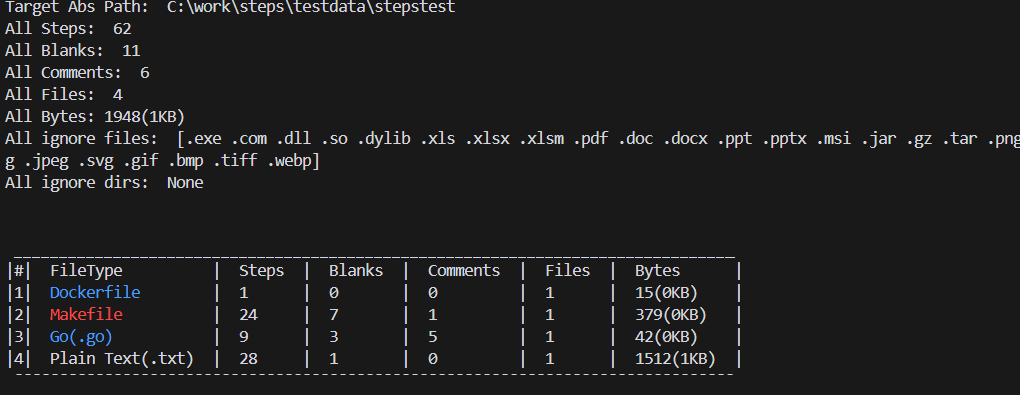 Target Abs Path:  C:\work\steps\testdata\stepstest
All Steps:  62
All Blanks:  11
All Comments:  6
All Files:  4
All Bytes: 1948(1KB)
All ignore files:  [.exe .com .dll .so .dylib .xls .xlsx .xlsm .pdf .doc .docx .ppt .pptx .msi .jar .gz .tar .png
g .jpeg .svg .gif .bmp .tiff .webp]
All ignore dirs:  None
|#|  FileType          |  Steps  |  Blanks  |  Comments  |  Files  |  Bytes      |
|1|  Dockerfile        |  1      |  0       |  0         |  1      |  15(0KB)    |
|2|  Makefile          |  24     |  7       |  1         |  1      |  379(0KB)   |
|3|  Go(.go)           |  9      |  3       |  5         |  1      |  42(0KB)    |
|4|  Plain Text(.txt)  |  28     |  1       |  0         |  1      |  1512(1KB)  |